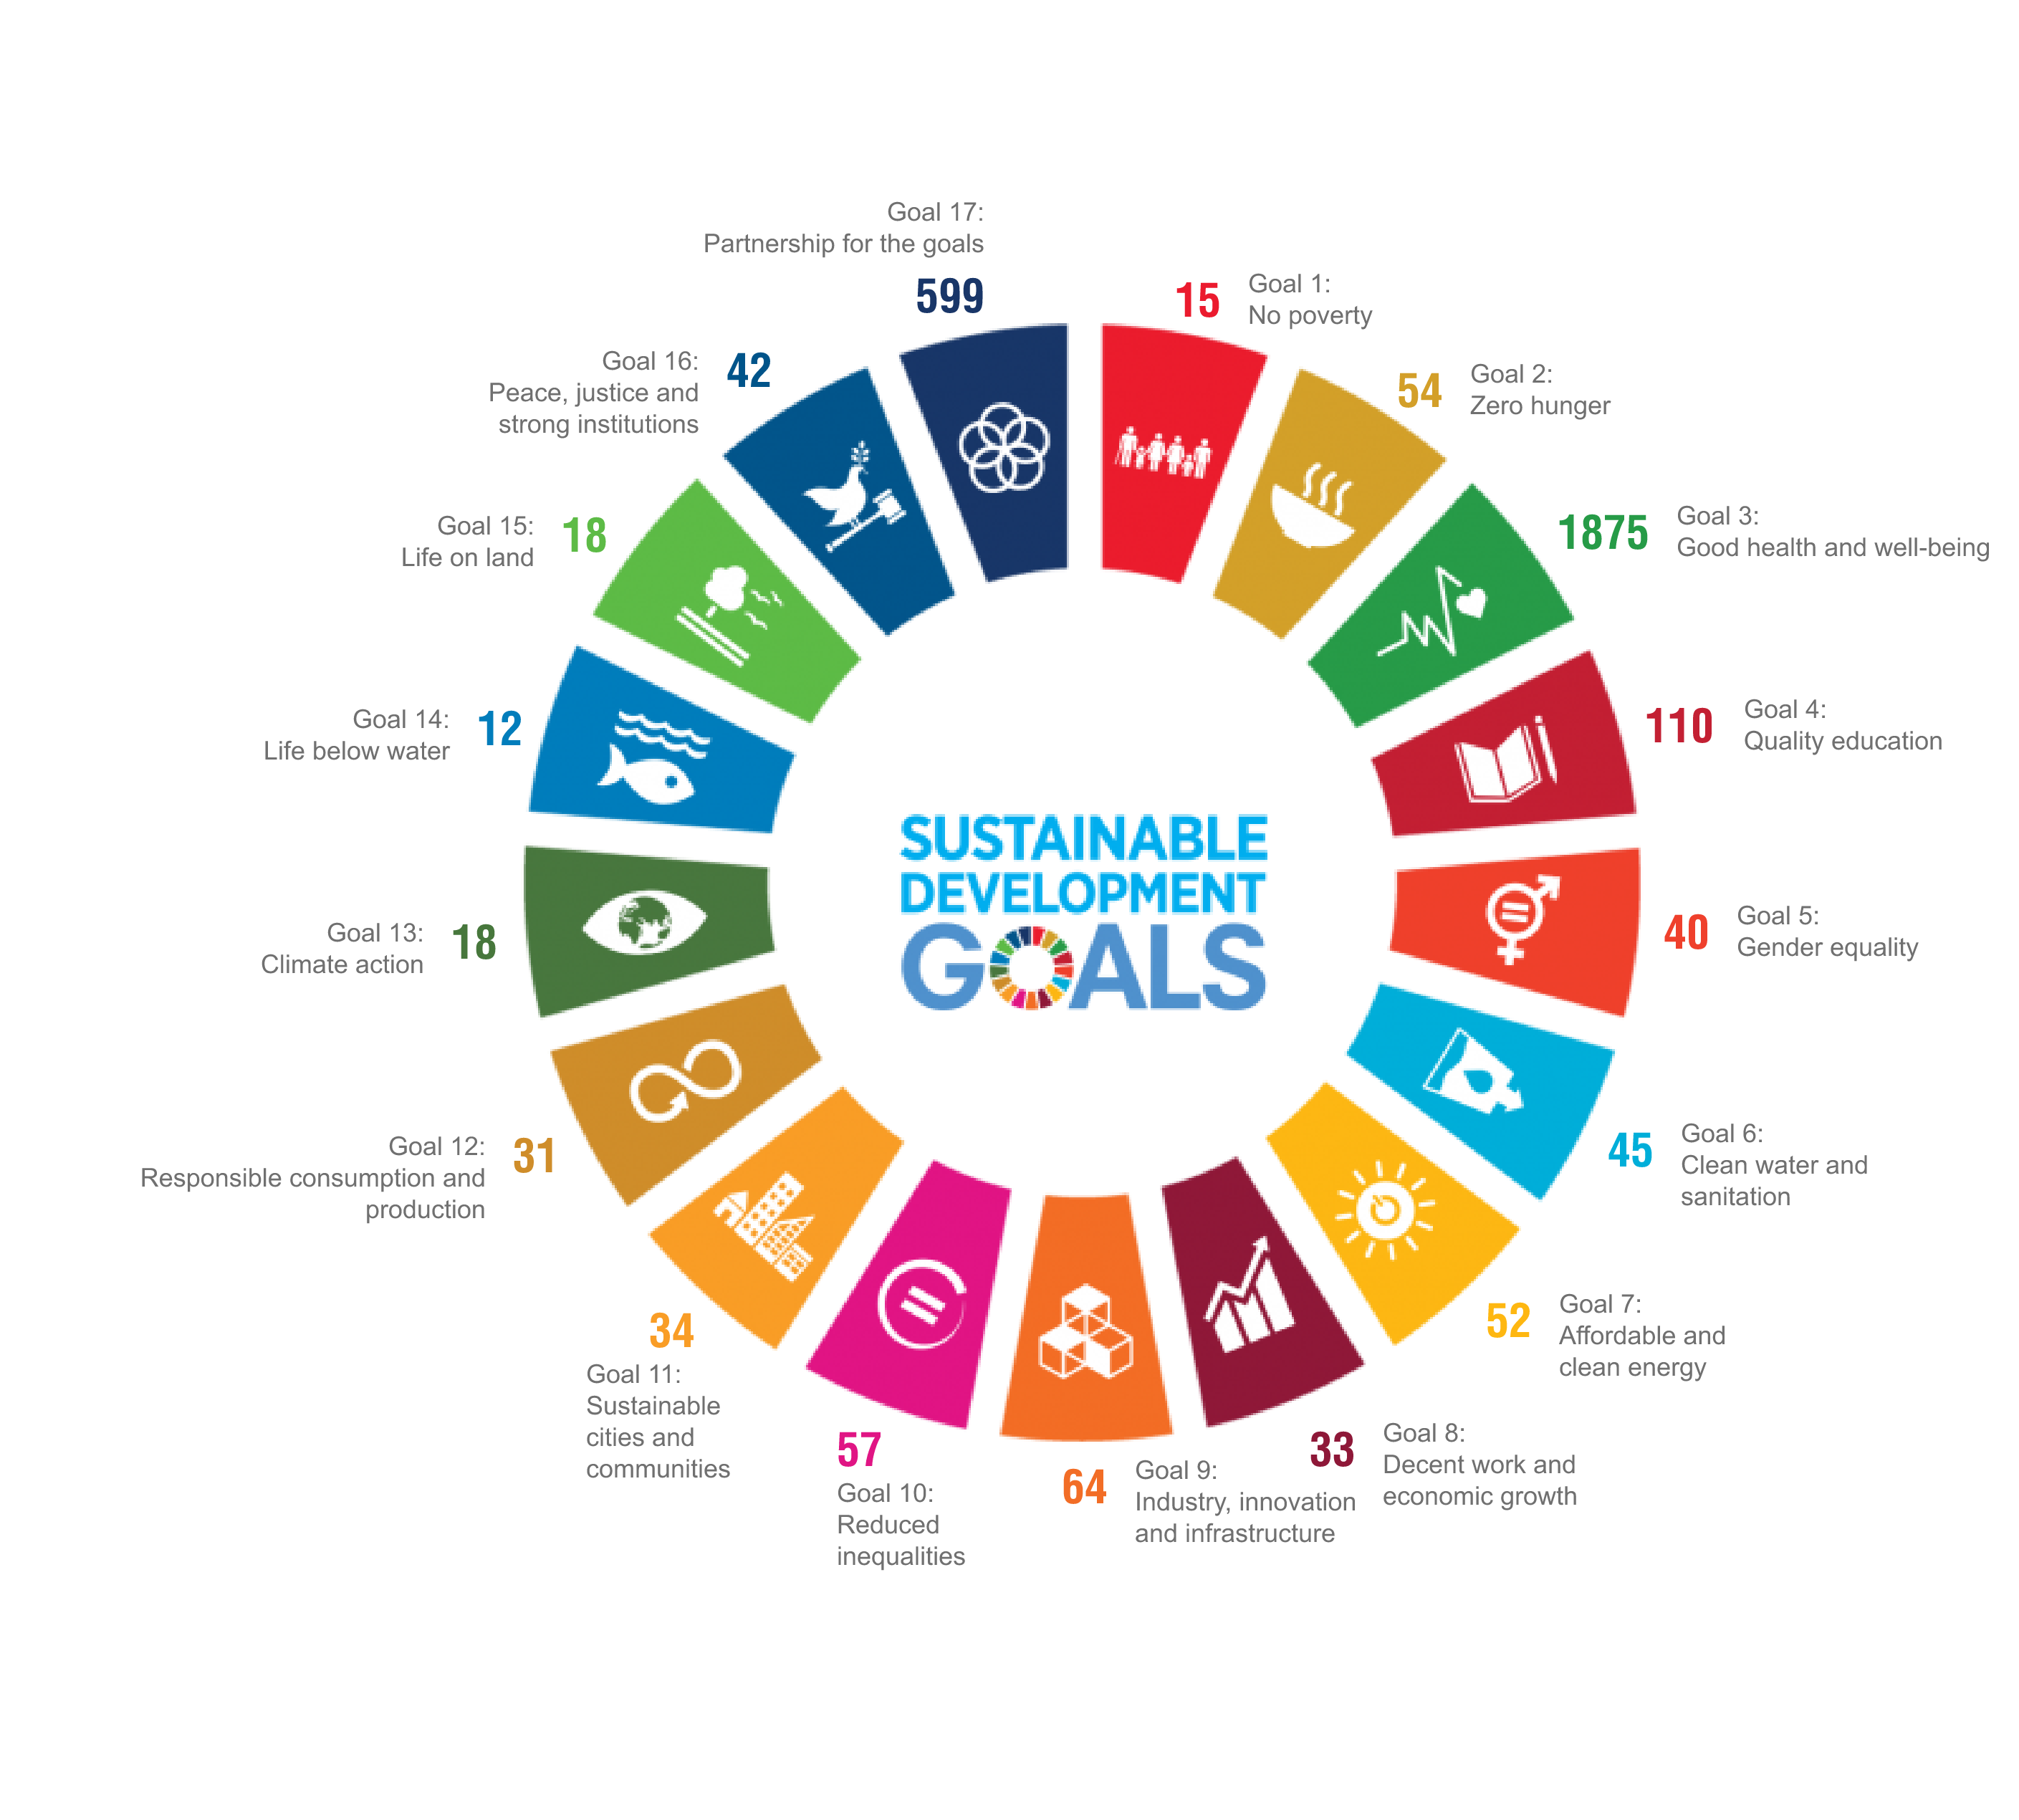 Goal 17:
Partnership for the goals
599
15
Goal 1:
No poverty
54
Goal 2:
Zero hunger
1875
Goal 3:
Good health and well-being
110
Goal 4:
Quality education
40
Goal 5:
Gender equality
45
Goal 6:
Clean water and
sanitation
52
Goal 7:
Affordable and
clean energy
33
Goal 8:
Decent work and
economic growth
64
Goal 9:
Industry, innovation
and infrastructure
57
Goal 10:
Reduced
inequalities
34
Goal 11:
Sustainable
cities and
communities
Goal 12:
Responsible consumption and
production
31
Goal 13:
Climate action
18
Goal 14:
Life below water
12
Goal 15:
Life on land
18
Goal 16:
Peace, justice and
strong institutions
42
SUSTAINABLE
DEVELOPMENT
GOALS